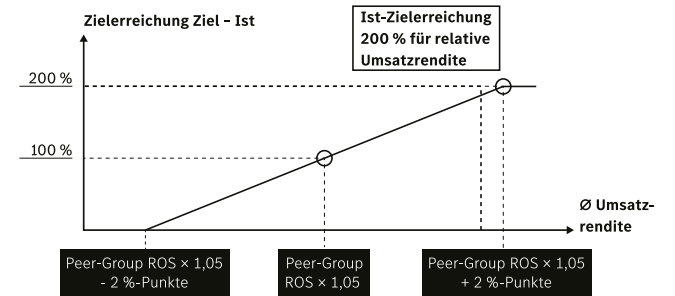 Zielerreichung Ziel – Ist
Ist-Zielerreichung
200 % für relative
Umsatzrendite
200 %
100 %
Ø Umsatz-
rendite
Peer-Group ROS × 1,05
- 2 %-Punkte
Peer-Group
ROS × 1,05
Peer-Group ROS × 1,05
+ 2 %-Punkte